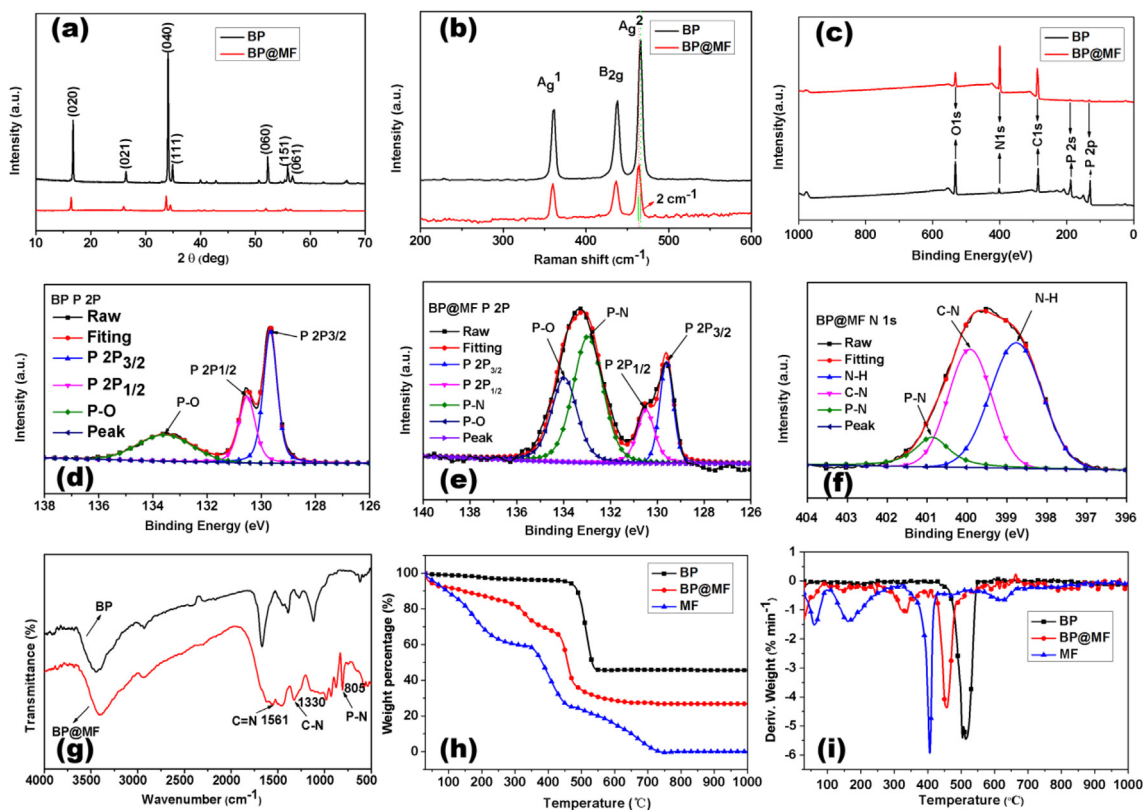 (a)
BP
BP@MF
(020)
(021)
(040)
(111)
(060)
(151)
(061)
Intensity (a.u.)
10 20 30 40 50 60 70
2 θ (deg)
(b)
BP
BP@MF
Ag1
B2g
Ag2
2 cm-1
Intensity (a.u.)
200 300 400 500 600
Raman shift (cm-1)
(c)
BP
BP@MF
O1s
N1s
C1s
P 2s
P 2p
Intensity(a.u.)
1000 800 600 400 200 0
Binding Energy(eV)
BP P 2P
Raw
Fitting
P 2P3/2
P 2P1/2
P-O
Peak
P-O
P 2P1/2
P 2P3/2
(d)
Intensity (a.u.)
138 136 134 132 130 128 126
Binding Energy (eV)
BP@MF P 2P
Raw
Fitting
P 2P3/2
P 2P1/2
P-N
P-O
Peak
P-O
P-N
P 2P1/2
P 2P3/2
(e)
Intensity (a.u.)
140 138 136 134 132 130 128 126
Binding Energy (eV)
BP@MF N 1s
Raw
Fitting
N-H
C-N
P-N
Peak
P-N
C-N
N-H
(f)
Intensity (a.u.)
404 403 402 401 400 399 398 397 396
Binding Energy (eV)
BP
BP@MF
C=N 1561
1330
C-N
805
P-N
(g)
Transmittance (%)
4000 3500 3000 2500 2000 1500 1000 500
Wavenumber (cm-1)
BP
BP@MF
MF
(h)
Weight percentage (%)
100
80
60
40
20
0
0 100 200 300 400 500 600 700 800 900 1000
Temperature (℃)
BP
BP@MF
MF
(i)
Deriv. Weight (% min-1)
1
0
-1
-2
-3
-4
-5
-6
100 200 300 400 500 600 700 800 900 1000
Temperature (℃)